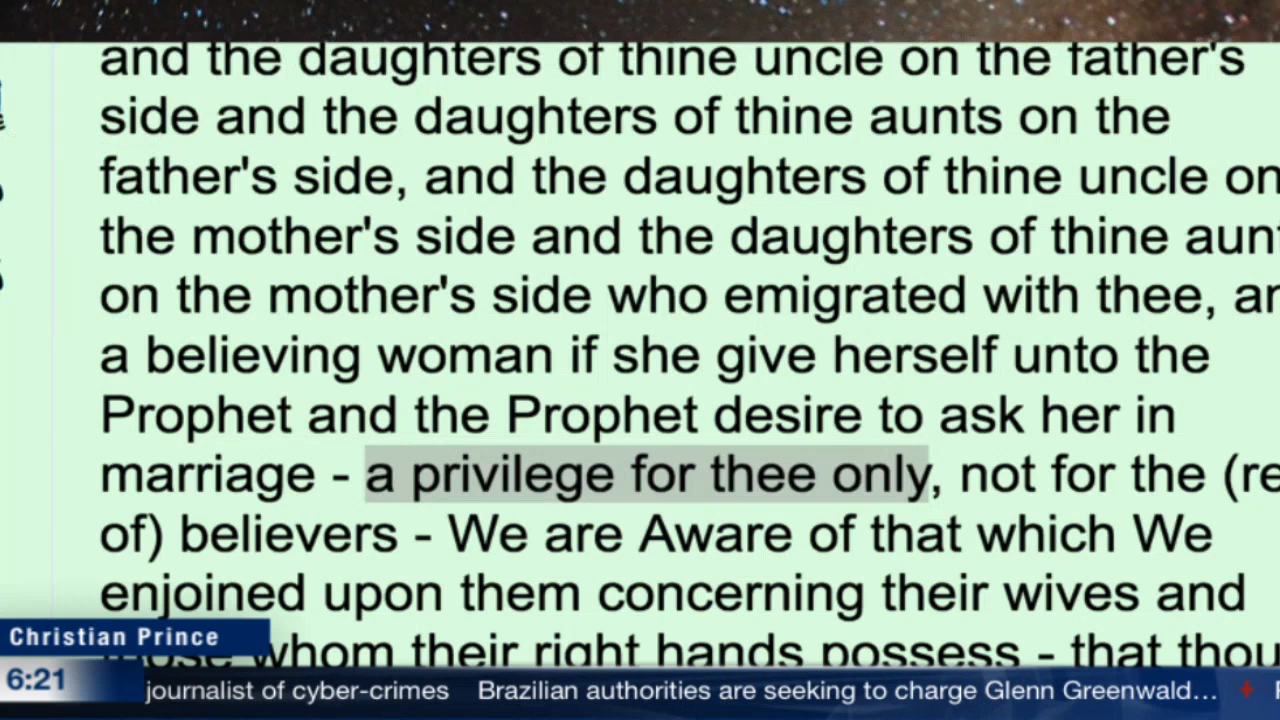 and the daughters of thine uncle on the father's
side and the daughters of thine aunts on the
father's side, and the daughters of thine uncle on
the mother's side and the daughters of thine
on the mother's side who emigrated with thee,
a believing woman if she give herself unto the
Prophet and the Prophet desire to ask her in
marriage - a privilege for thee only, not for the
of) believers - We are Aware of that which We
enjoined upon them concerning their wives and
whom their right hands possess - that
Christian Prince
6:21
journalist of cyber-crimes Brazilian authorities are seeking to charge Glenn Greenwald...